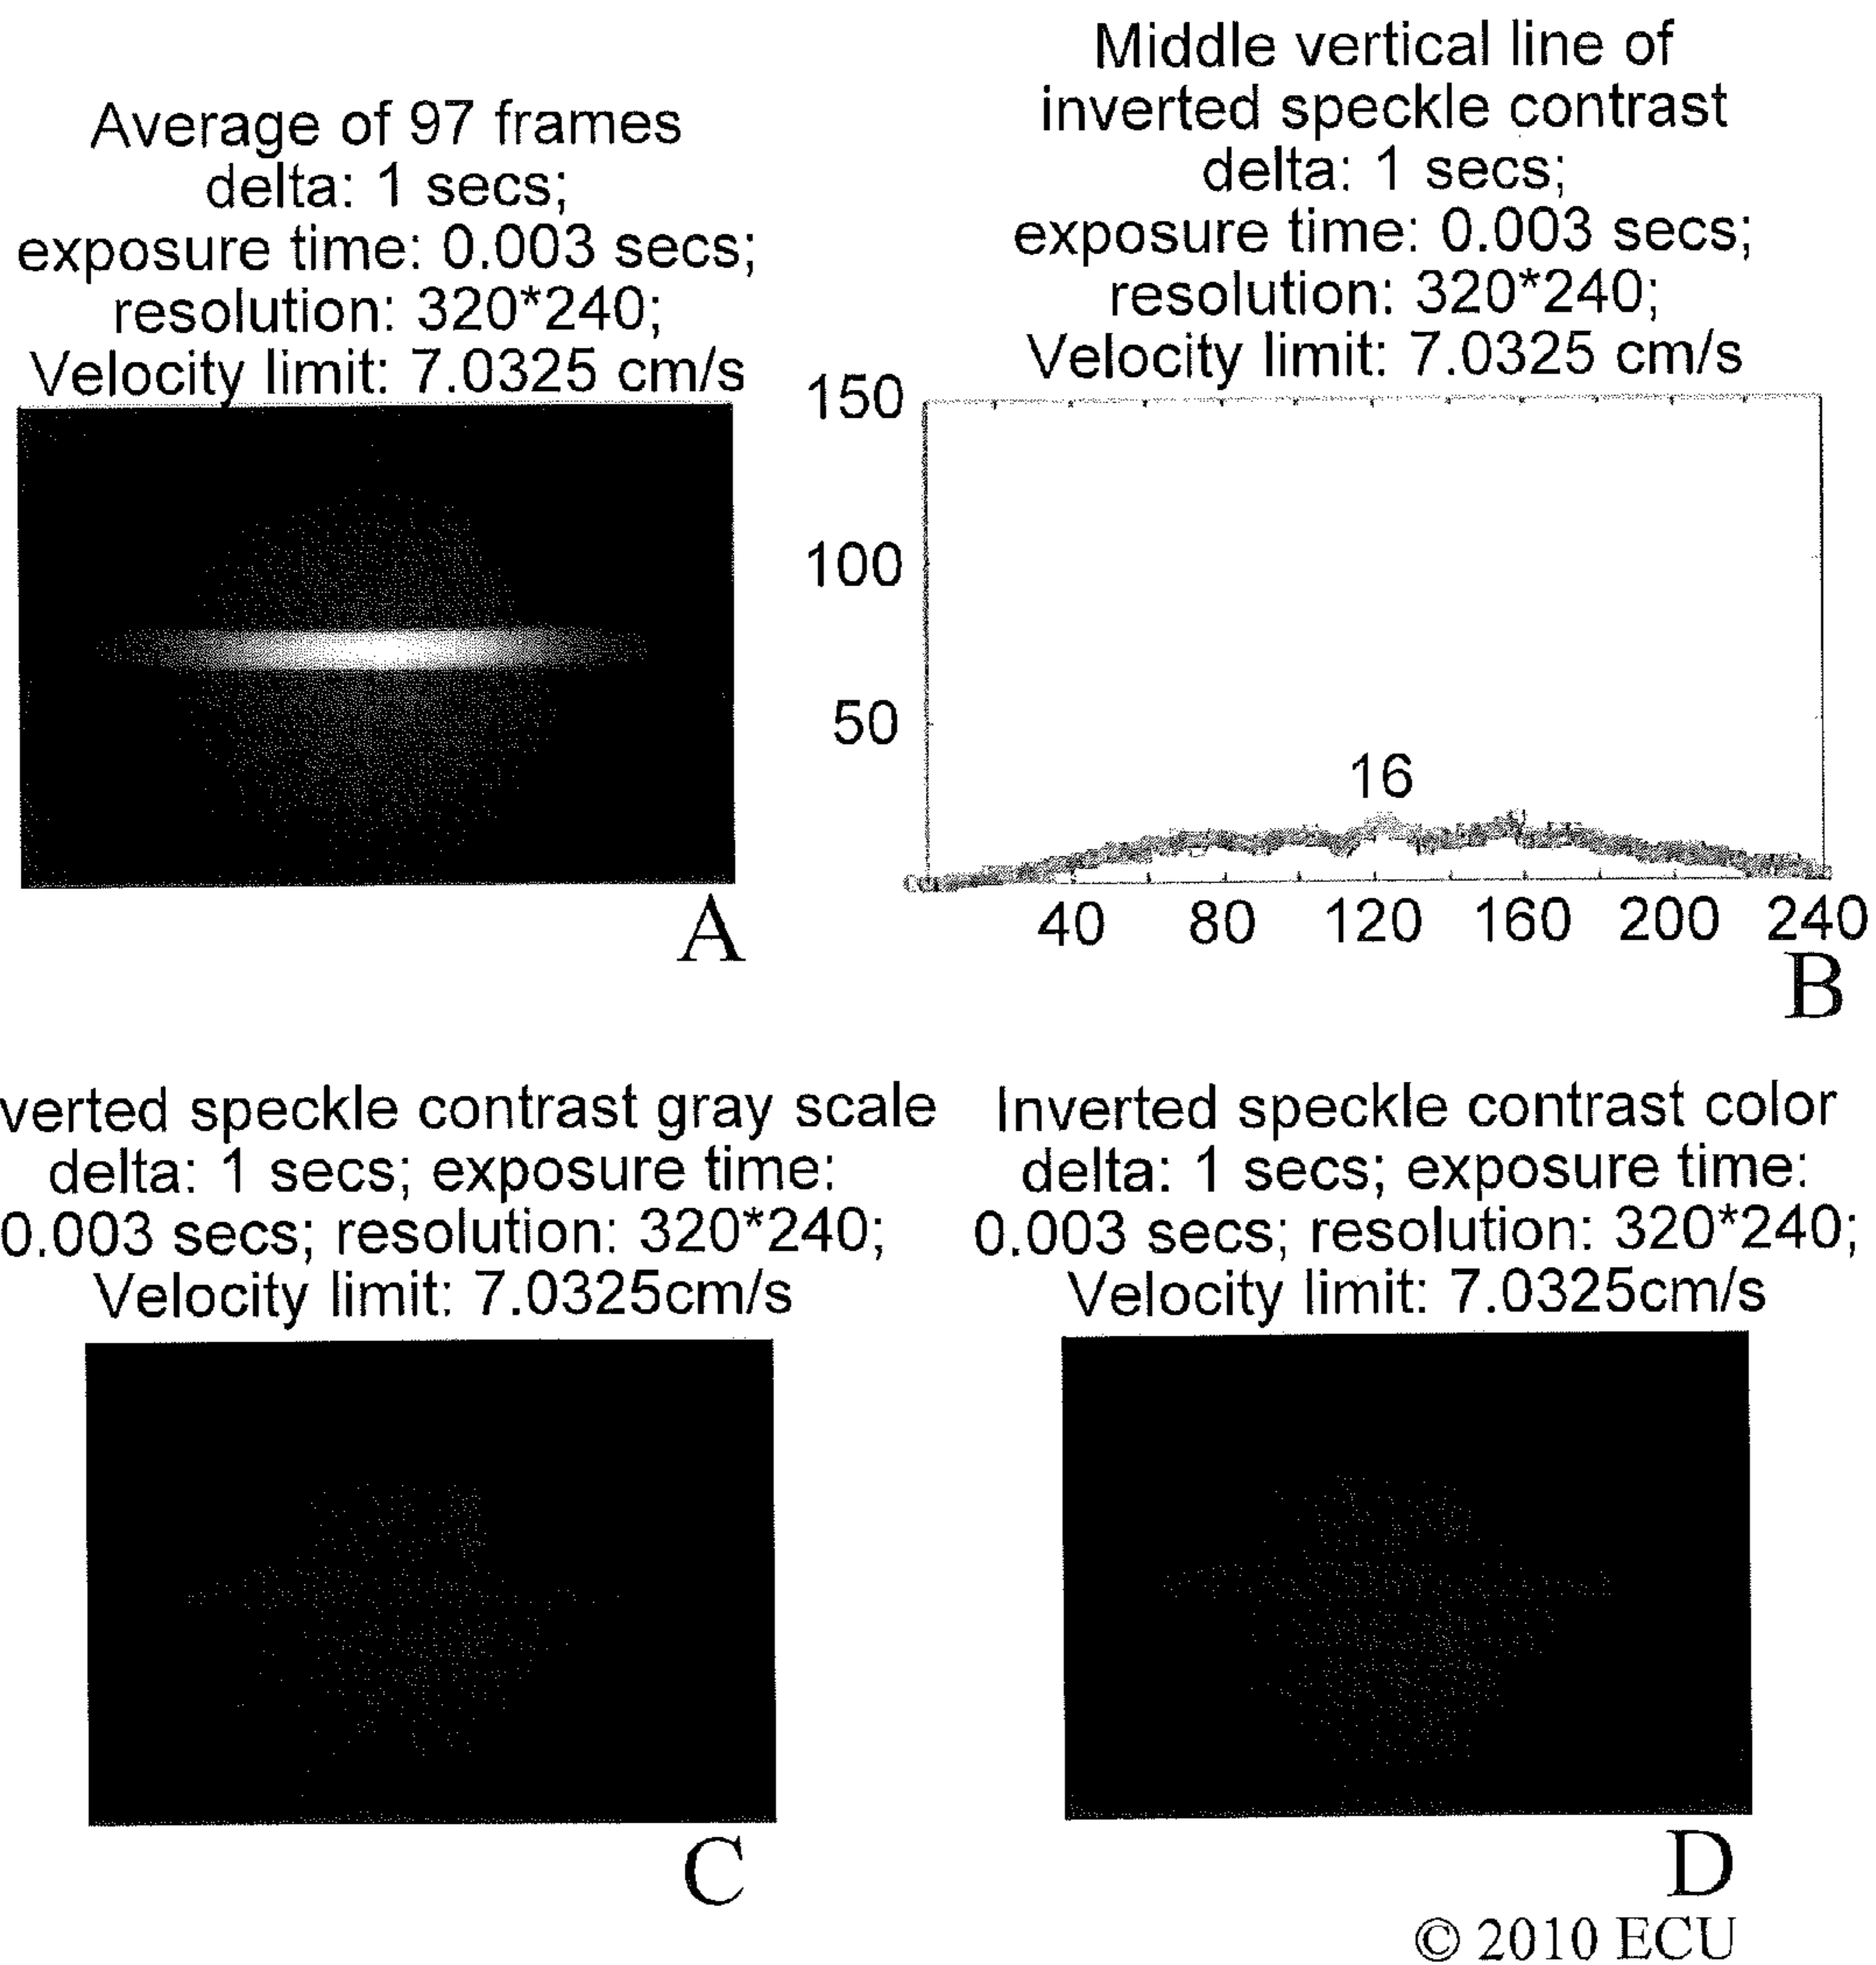 Average of 97 frames
delta: 1 secs;
exposure time: 0.003 secs;
resolution: 320*240;
Velocity limit: 7.0325 cm/s
A
Middle vertical line of
inverted speckle contrast
delta: 1 secs;
exposure time: 0.003 secs;
resolution: 320*240;
Velocity limit: 7.0325 cm/s
150
100
50
16
40 80 120 160 200 240
B
verted speckle contrast gray scale
delta: 1 secs; exposure time:
0.003 secs; resolution: 320*240;
Velocity limit: 7.0325cm/s
C
Inverted speckle contrast color
delta: 1 secs; exposure time:
0.003 secs; resolution: 320*240;
Velocity limit: 7.0325cm/s
D
© 2010 ECU